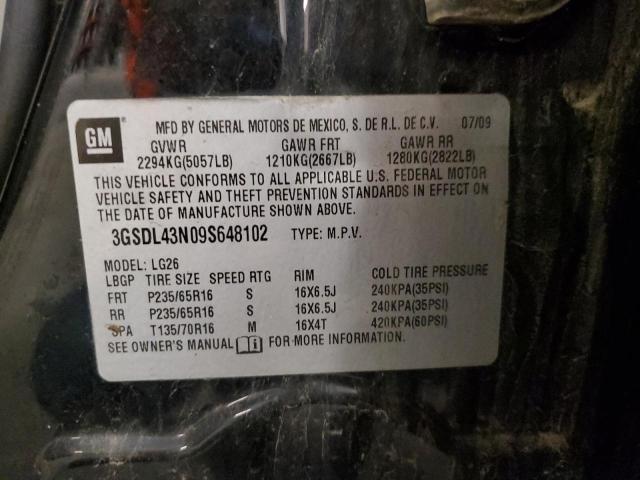 GM
MFD BY GENERAL MOTORS DE MEXICO, S. DE R.L. DE C.V. 07/09
GVWR GAWR FRT GAWR RR
2294KG(5057LB) 1210KG(2667LB) 1280KG(2822LB)
THIS VEHICLE CONFORMS TO ALL APPLICABLE U.S. FEDERAL MOTOR
VEHICLE SAFETY AND THEFT PREVENTION STANDARDS IN EFFECT ON
THE DATE OF MANUFACTURE SHOWN ABOVE.
3GSDL43N09S648102 TYPE: M.P.V.
MODEL: LG26
LBGP TIRE SIZE SPEED RTG RIM COLD TIRE PRESSURE
FRT P235/65R16 S 16X6.5J 240KPA(35PSI)
RR P235/65R16 S 16X6.5J 240KPA(35PSI)
SPA T135/70R16 M 16X4T 420KPA(60PSI)
SEE OWNER'S MANUAL i FOR MORE INFORMATION.